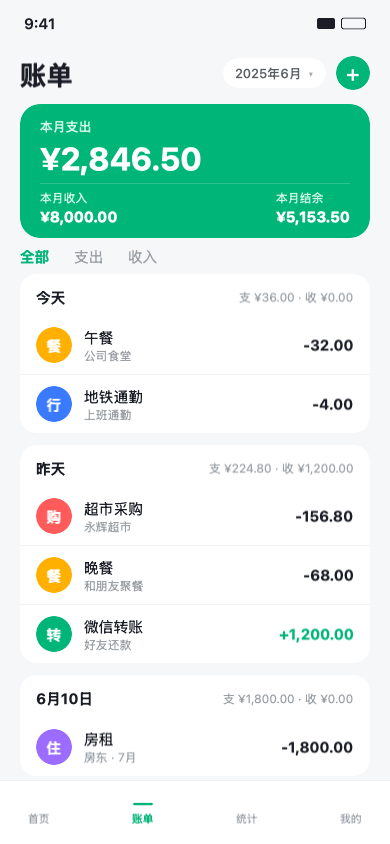 9:41
账单
2025年6月 ▾
+
本月支出
¥2,846.50
本月收入
本月结余
¥8,000.00
¥5,153.50
全部 支出 收入
今天
支 ¥36.00 · 收 ¥0.00
餐
午餐
公司食堂
-32.00
行
地铁通勤
上班通勤
-4.00
昨天
支 ¥224.80 · 收 ¥1,200.00
购
超市采购
永辉超市
-156.80
餐
晚餐
和朋友聚餐
-68.00
转
微信转账
好友还款
+1,200.00
6月10日
支 ¥1,800.00 · 收 ¥0.00
住
房租
房东 · 7月
-1,800.00
首页 账单 统计 我的